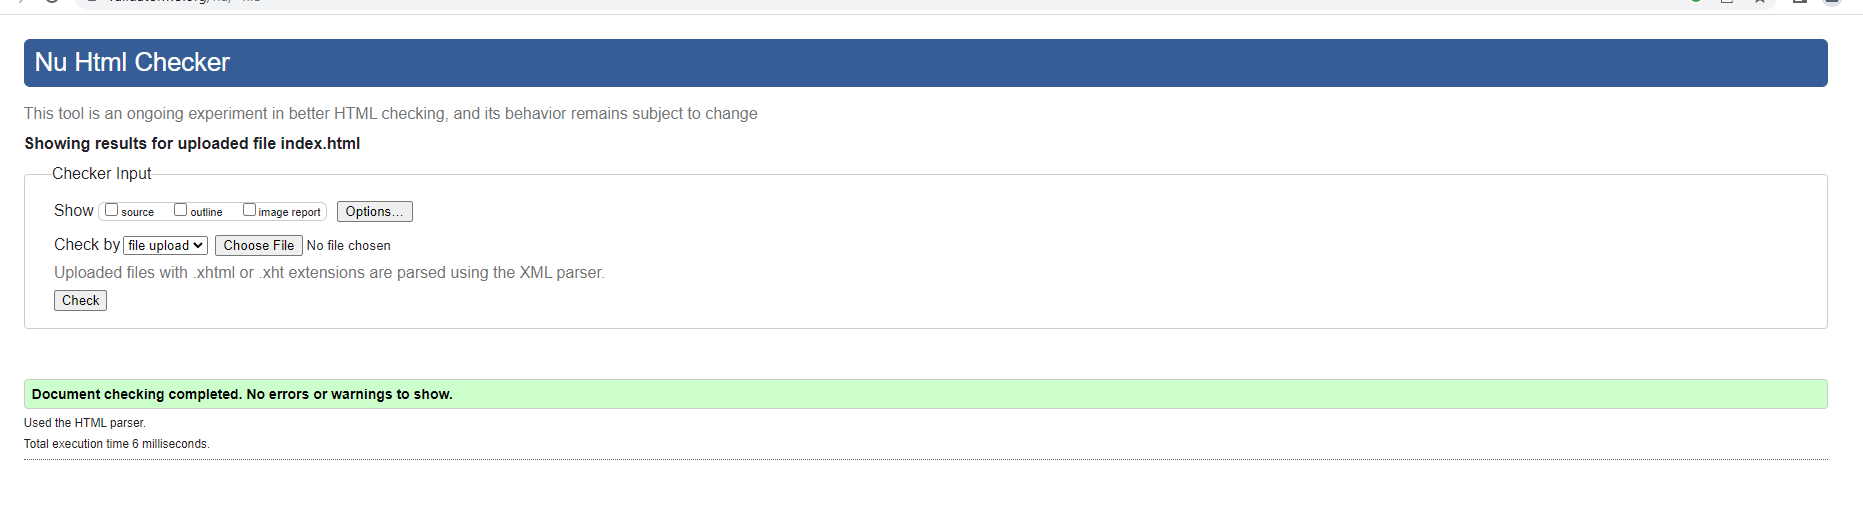 Nu Html Checker
This tool is an ongoing experiment in better HTML checking, and its behavior remains subject to change
Showing results for uploaded file index.html
Checker Input
Show source outline image report Options...
Check by file upload Choose File No file chosen
Uploaded files with .xhtml or .xht extensions are parsed using the XML parser.
Check
Document checking completed. No errors or warnings to show.
Used the HTML parser.
Total execution time 6 milliseconds.